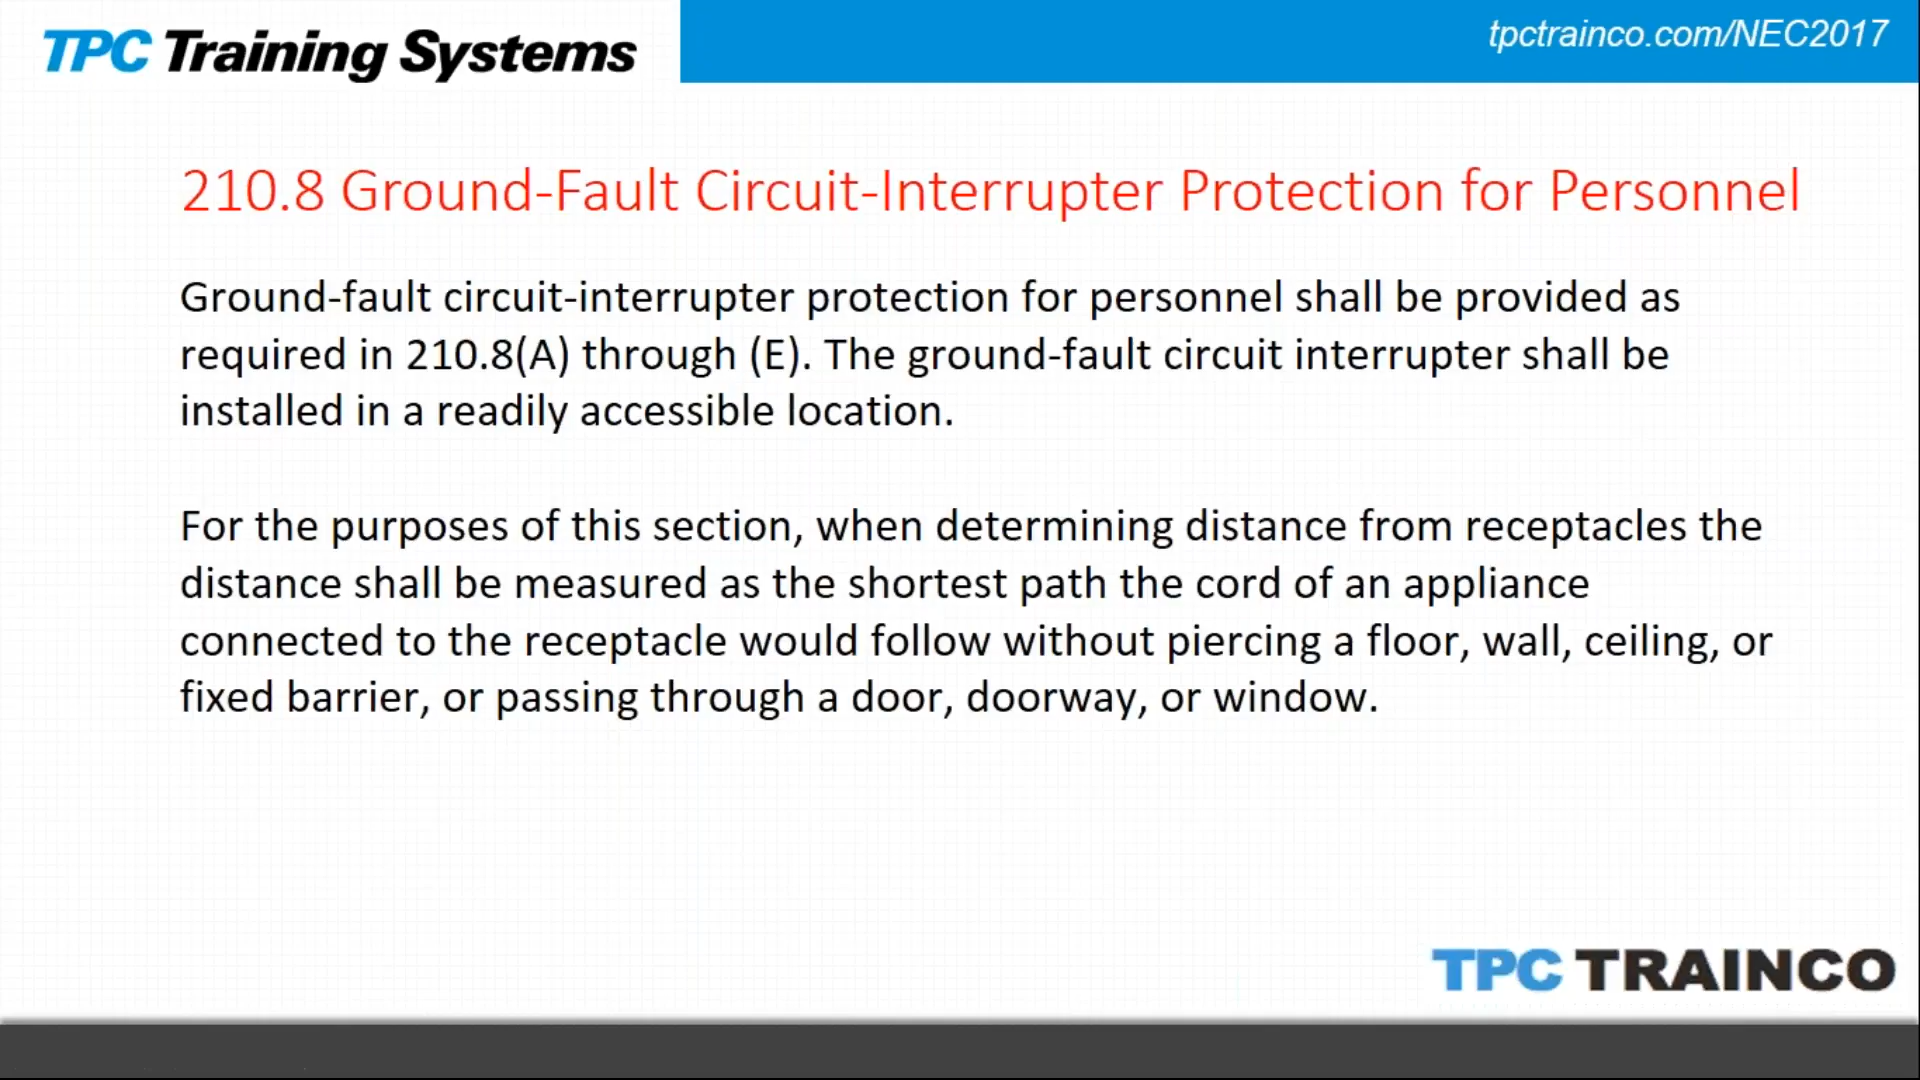 TPC Training Systems
tpctrainco.com/NEC2017
210.8 Ground-Fault Circuit-Interrupter Protection for Personnel
Ground-fault circuit-interrupter protection for personnel shall be provided as
required in 210.8(A) through (E). The ground-fault circuit interrupter shall be
installed in a readily accessible location.
For the purposes of this section, when determining distance from receptacles the
distance shall be measured as the shortest path the cord of an appliance
connected to the receptacle would follow without piercing a floor, wall, ceiling, or
fixed barrier, or passing through a door, doorway, or window.
TPC TRAINCO